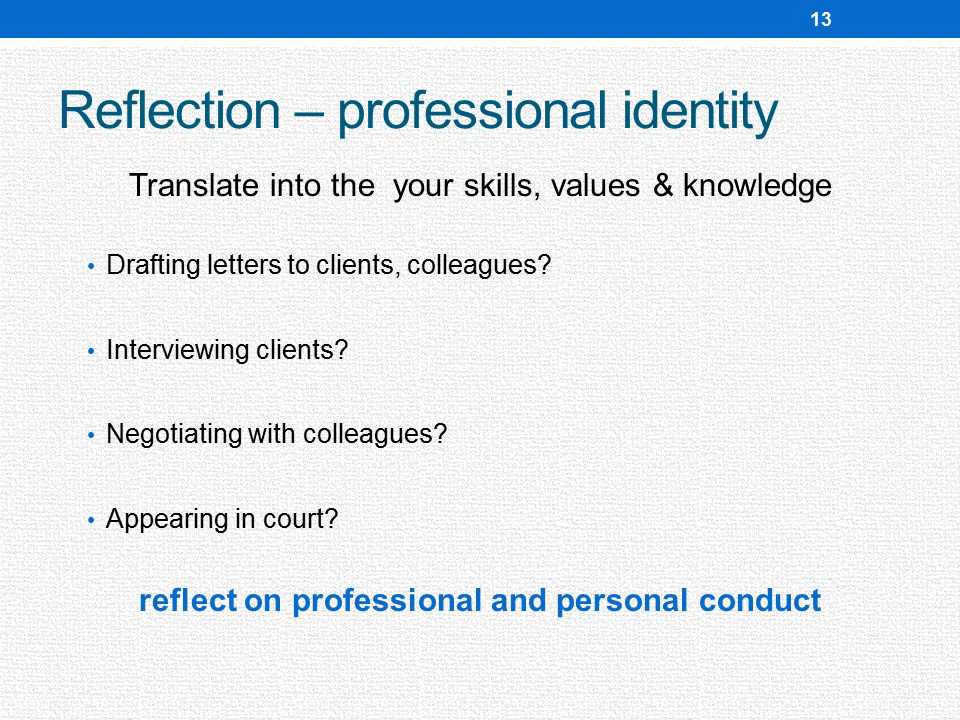 13
Reflection – professional identity
Translate into the  your skills, values & knowledge
• Drafting letters to clients, colleagues?
• Interviewing clients?
• Negotiating with colleagues?
• Appearing in court?
reflect on professional and personal conduct